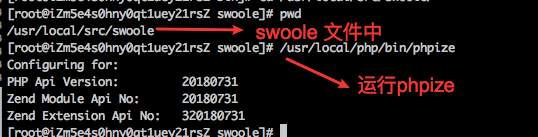 [root@iZm5e4s0hny0qt1uey21rsZ swoole]# pwd
/usr/local/src/swoole swoole 文件中
[root@iZm5e4s0hny0qt1uey21rsZ swoole]# /usr/local/php/bin/phpize
Configuring for:
PHP Api Version: 20180731
Zend Module Api No: 20180731
运行phpize
Zend Extension Api No: 320180731
[root@iZm5e4s0hny0qt1uey21rsZ swoole]#